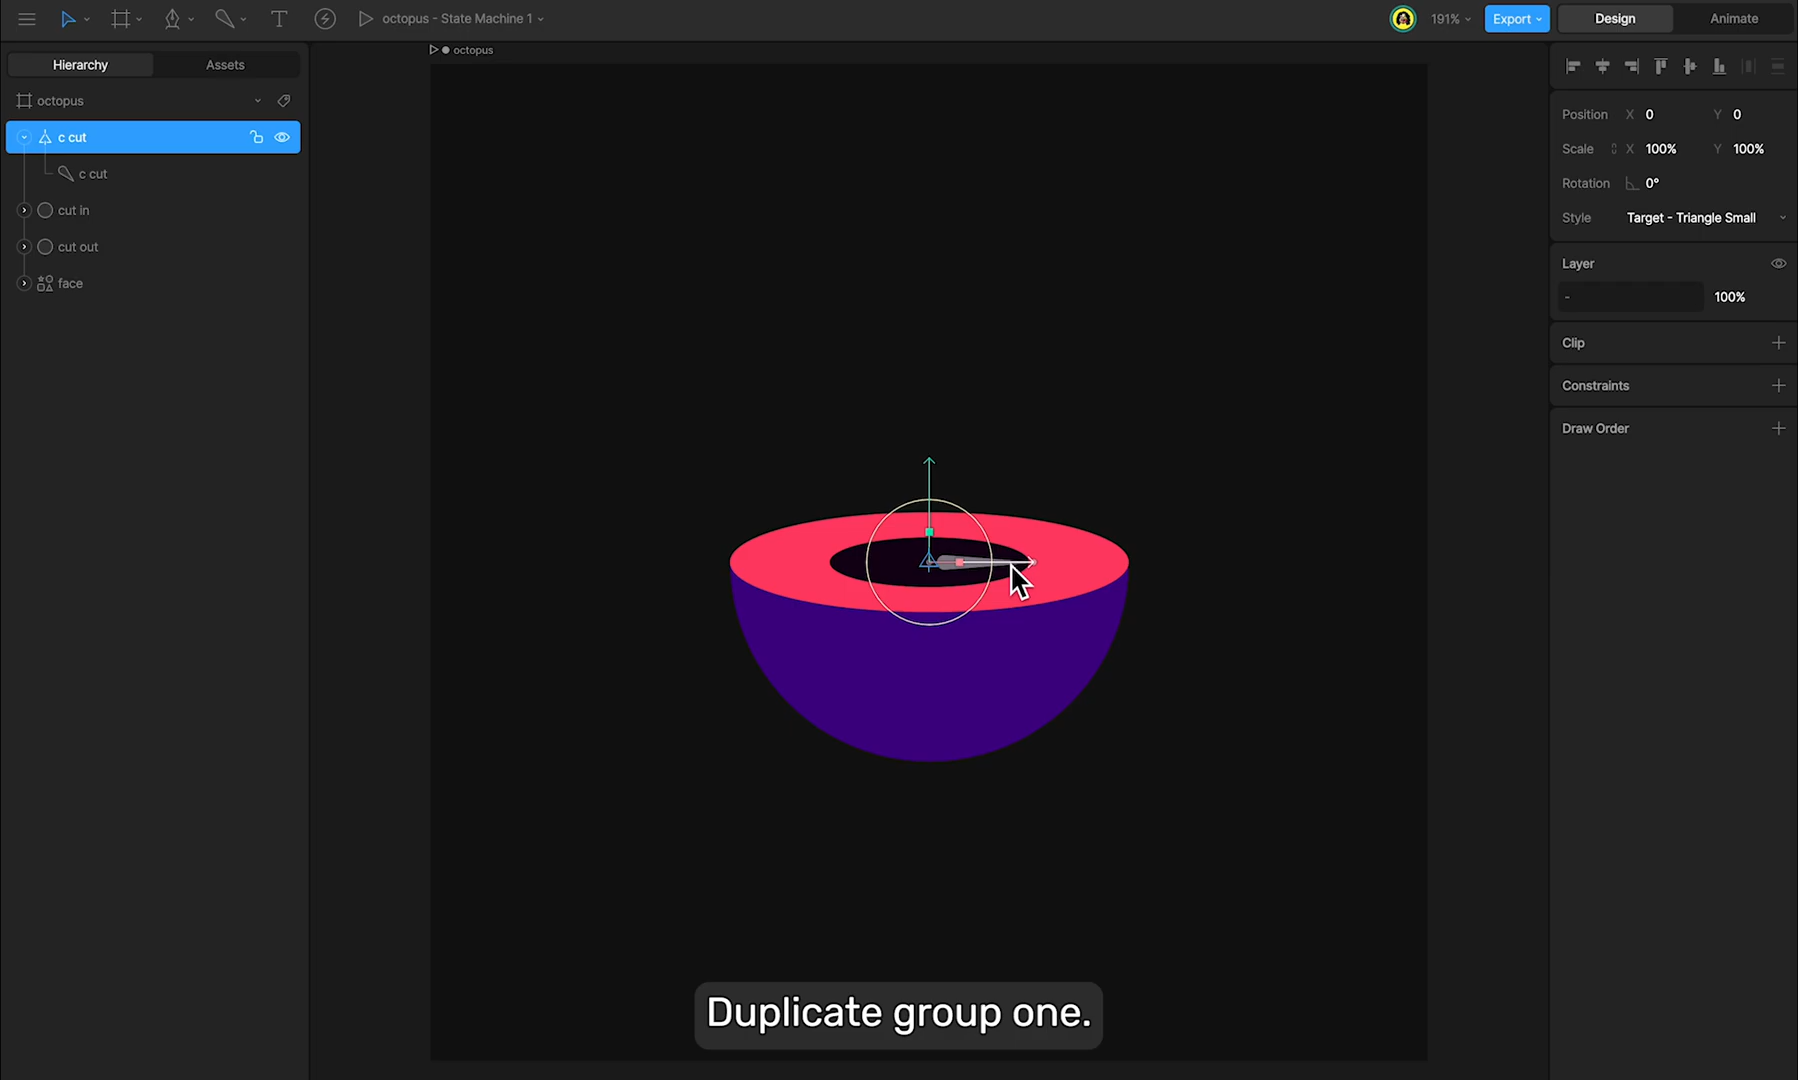 octopus - State Machine 1
191%
Export
Design
Animate
octopus
Hierarchy
Assets
octopus
c cut
c cut
cut in
cut out
face
Position X 0 Y 0
Scale X 100% Y 100%
Rotation 0°
Style Target - Triangle Small
Layer
- 100%
Clip
Constraints
Draw Order
Duplicate group one.